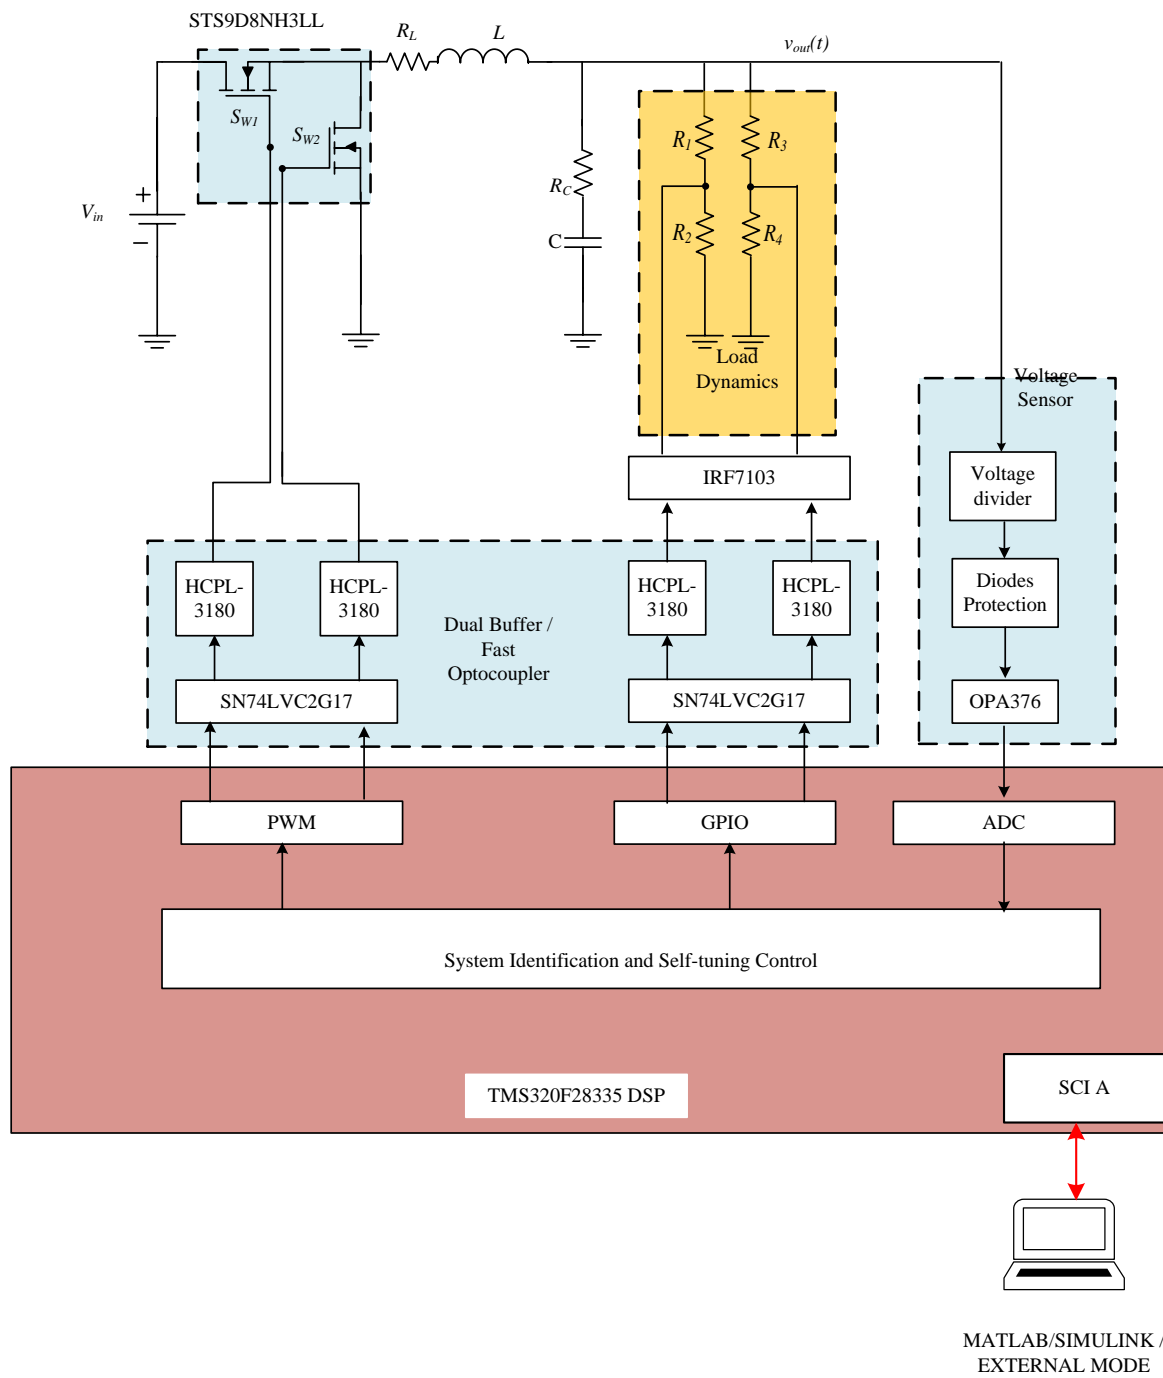 STS9D8NH3LL
R_L
L
v_out(t)
S_W1
S_W2
R_1
R_3
R_C
V_in
+
−
R_2
R_4
C
Load
Dynamics
Voltage
Sensor
IRF7103
Voltage
divider
HCPL-
3180
HCPL-
3180
HCPL-
3180
HCPL-
3180
Diodes
Protection
Dual Buffer /
Fast
Optocoupler
SN74LVC2G17
SN74LVC2G17
OPA376
PWM
GPIO
ADC
System Identification and Self-tuning Control
TMS320F28335 DSP
SCI A
MATLAB/SIMULINK /
EXTERNAL MODE